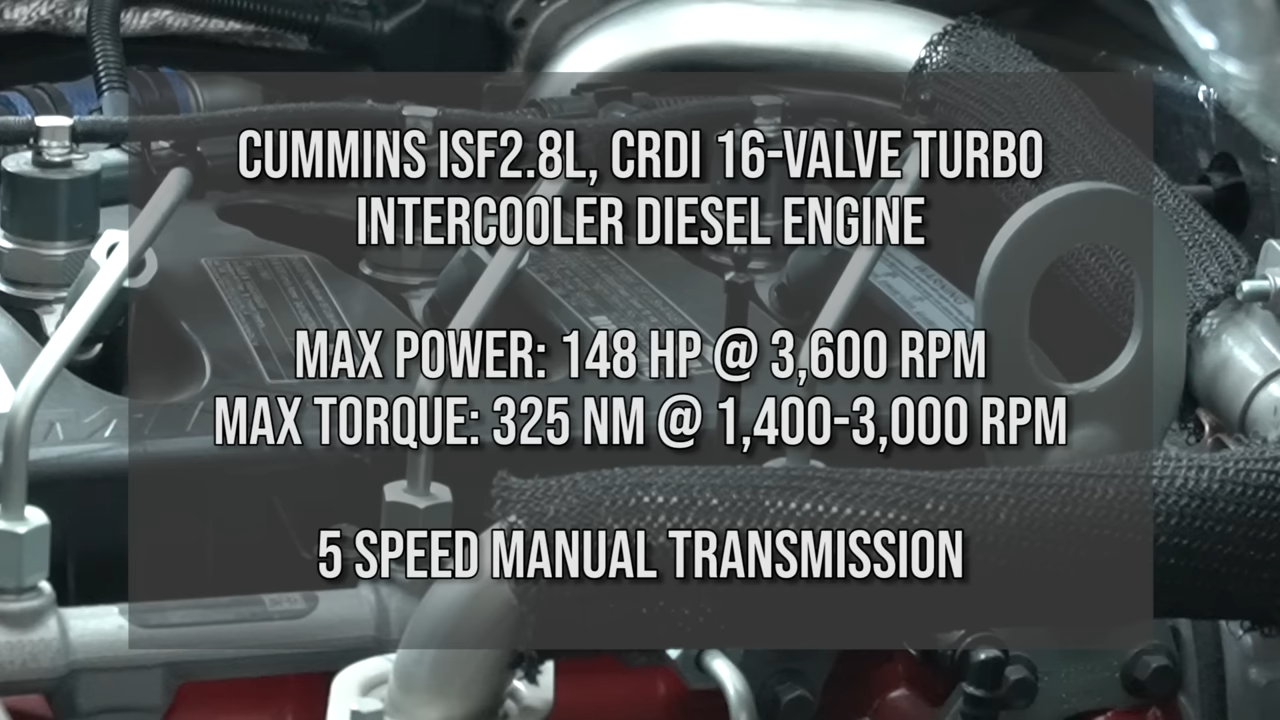 CUMMINS ISF2.8L, CRDI 16-VALVE TURBO
INTERCOOLER DIESEL ENGINE
MAX POWER: 148 HP @ 3,600 RPM
MAX TORQUE: 325 NM @ 1,400-3,000 RPM
5 SPEED MANUAL TRANSMISSION